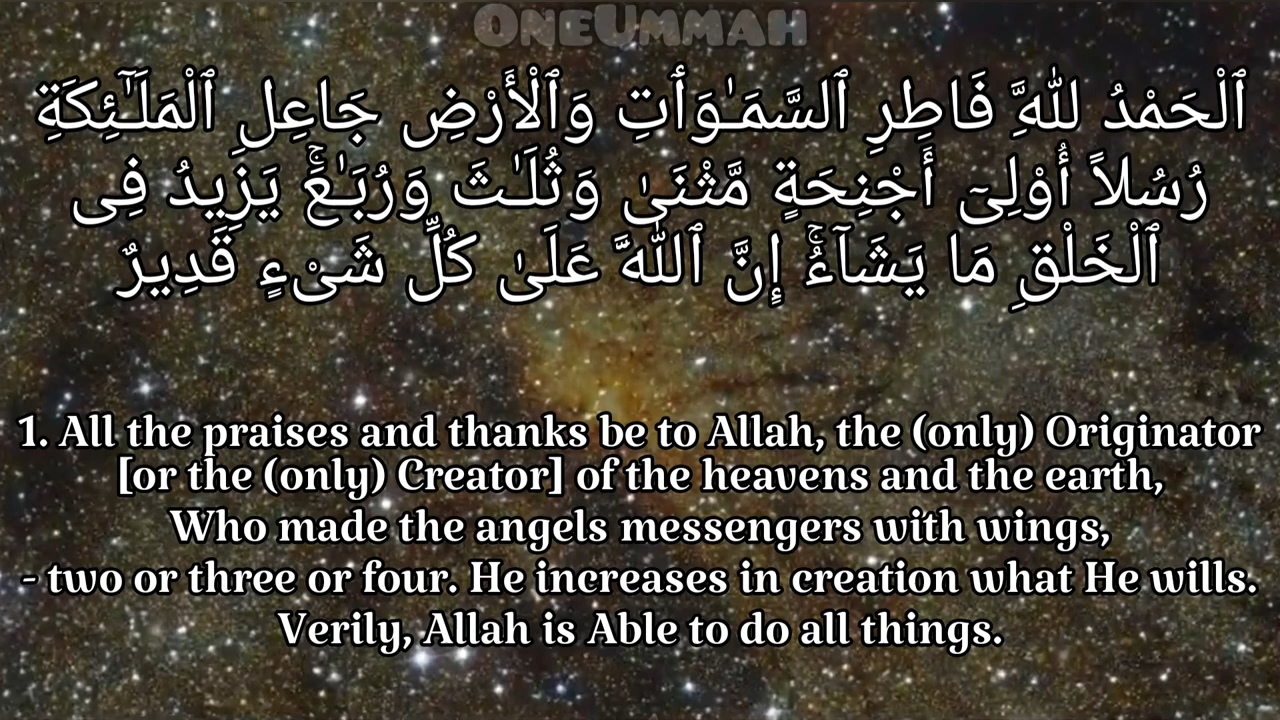 OneUmmah
ٱلْحَمْدُ لِلَّهِ فَاطِرِ ٱلسَّمَـٰوَٲتِ وَٱلْأَرْضِ جَاعِلِ ٱلْمَلَـٰٓئِكَةِ
رُسُلاً أُوْلِىٓ أَجْنِحَةٍ مَّثْنَىٰ وَثُلَـٰثَ وَرُبَـٰعَۚ يَزِيدُ فِى
ٱلْخَلْقِ مَا يَشَآءُۚ إِنَّ ٱللَّهَ عَلَىٰ كُلِّ شَىْءٍ قَدِيرٌ
1. All the praises and thanks be to Allah, the (only) Originator
[or the (only) Creator] of the heavens and the earth,
Who made the angels messengers with wings,
- two or three or four. He increases in creation what He wills.
Verily, Allah is Able to do all things.